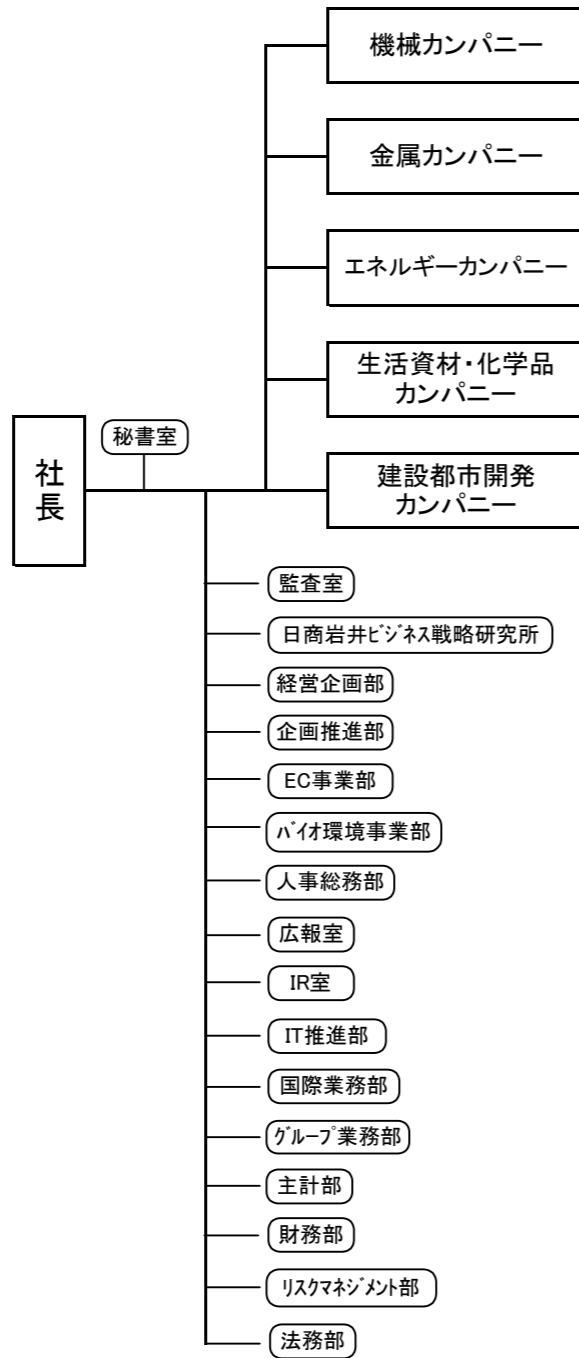 機械カンパニー
金属カンパニー
エネルギーカンパニー
生活資材・化学品
カンパニー
秘書室
社長
建設都市開発
カンパニー
監査室
日商岩井ﾋﾞｼﾞﾈｽ戦略研究所
経営企画部
企画推進部
EC事業部
ﾊﾞｲｵ環境事業部
人事総務部
広報室
IR室
IT推進部
国際業務部
ｸﾞﾙｰﾌﾟ業務部
主計部
財務部
ﾘｽｸﾏﾈｼﾞﾒﾝﾄ部
法務部